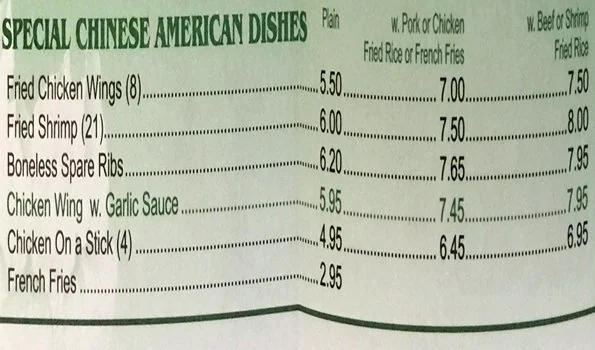 SPECIAL CHINESE AMERICAN DISHES Plain w. Pork or Chicken w. Beef or Shrimp
Fried Rice or French Fries Fried Rice
Fried Chicken Wings (8) 5.50 7.00 7.50
Fried Shrimp (21) 6.00 7.50 8.00
Boneless Spare Ribs 6.20 7.65 7.95
Chicken Wing w. Garlic Sauce 5.95 7.45 7.95
Chicken On a Stick (4) 4.95 6.45 6.95
French Fries 2.95